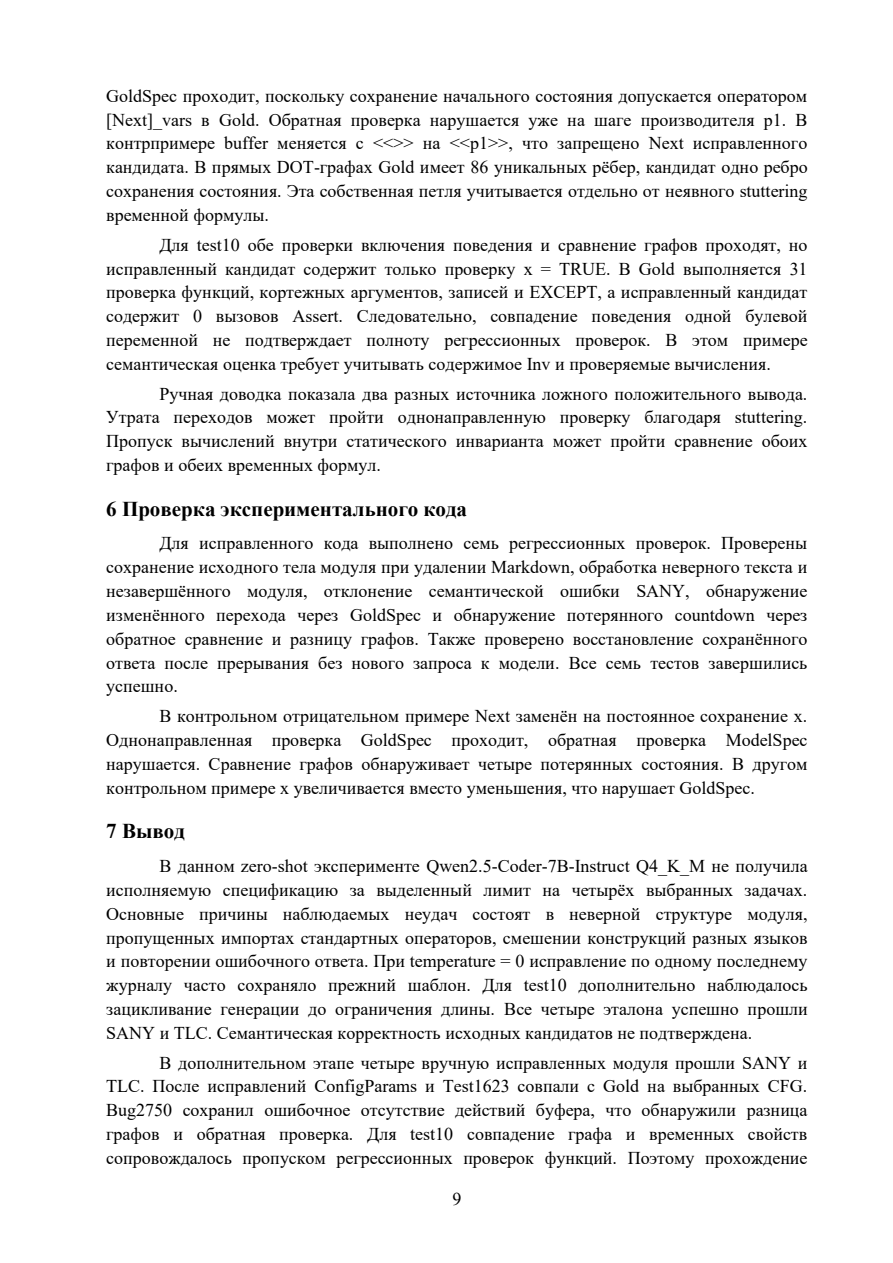 GoldSpec проходит, поскольку сохранение начального состояния допускается оператором
[Next]_vars в Gold. Обратная проверка нарушается уже на шаге производителя p1. В
контрпримере buffer меняется с <<>> на <<p1>>, что запрещено Next исправленного
кандидата. В прямых DOT-графах Gold имеет 86 уникальных рёбер, кандидат одно ребро
сохранения состояния. Эта собственная петля учитывается отдельно от неявного stuttering
временной формулы.
Для test10 обе проверки включения поведения и сравнение графов проходят, но
исправленный кандидат содержит только проверку x = TRUE. В Gold выполняется 31
проверка функций, кортежных аргументов, записей и EXCEPT, а исправленный кандидат
содержит 0 вызовов Assert. Следовательно, совпадение поведения одной булевой
переменной не подтверждает полноту регрессионных проверок. В этом примере
семантическая оценка требует учитывать содержимое Inv и проверяемые вычисления.
Ручная доводка показала два разных источника ложного положительного вывода.
Утрата переходов может пройти однонаправленную проверку благодаря stuttering.
Пропуск вычислений внутри статического инварианта может пройти сравнение обоих
графов и обеих временных формул.
6 Проверка экспериментального кода
Для исправленного кода выполнено семь регрессионных проверок. Проверены
сохранение исходного тела модуля при удалении Markdown, обработка неверного текста и
незавершённого модуля, отклонение семантической ошибки SANY, обнаружение
изменённого перехода через GoldSpec и обнаружение потерянного countdown через
обратное сравнение и разницу графов. Также проверено восстановление сохранённого
ответа после прерывания без нового запроса к модели. Все семь тестов завершились
успешно.
В контрольном отрицательном примере Next заменён на постоянное сохранение x.
Однонаправленная проверка GoldSpec проходит, обратная проверка ModelSpec
нарушается. Сравнение графов обнаруживает четыре потерянных состояния. В другом
контрольном примере x увеличивается вместо уменьшения, что нарушает GoldSpec.
7 Вывод
В данном zero-shot эксперименте Qwen2.5-Coder-7B-Instruct Q4_K_M не получила
исполняемую спецификацию за выделенный лимит на четырёх выбранных задачах.
Основные причины наблюдаемых неудач состоят в неверной структуре модуля,
пропущенных импортах стандартных операторов, смешении конструкций разных языков
и повторении ошибочного ответа. При temperature = 0 исправление по одному последнему
журналу часто сохраняло прежний шаблон. Для test10 дополнительно наблюдалось
зацикливание генерации до ограничения длины. Все четыре эталона успешно прошли
SANY и TLC. Семантическая корректность исходных кандидатов не подтверждена.
В дополнительном этапе четыре вручную исправленных модуля прошли SANY и
TLC. После исправлений ConfigParams и Test1623 совпали с Gold на выбранных CFG.
Bug2750 сохранил ошибочное отсутствие действий буфера, что обнаружили разница
графов и обратная проверка. Для test10 совпадение графа и временных свойств
сопровождалось пропуском регрессионных проверок функций. Поэтому прохождение
9